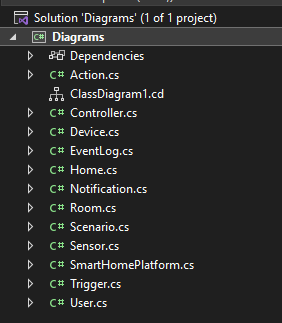 Solution 'Diagrams' (1 of 1 project)
C# Diagrams
Dependencies
C# Action.cs
ClassDiagram1.cd
C# Controller.cs
C# Device.cs
C# EventLog.cs
C# Home.cs
C# Notification.cs
C# Room.cs
C# Scenario.cs
C# Sensor.cs
C# SmartHomePlatform.cs
C# Trigger.cs
C# User.cs